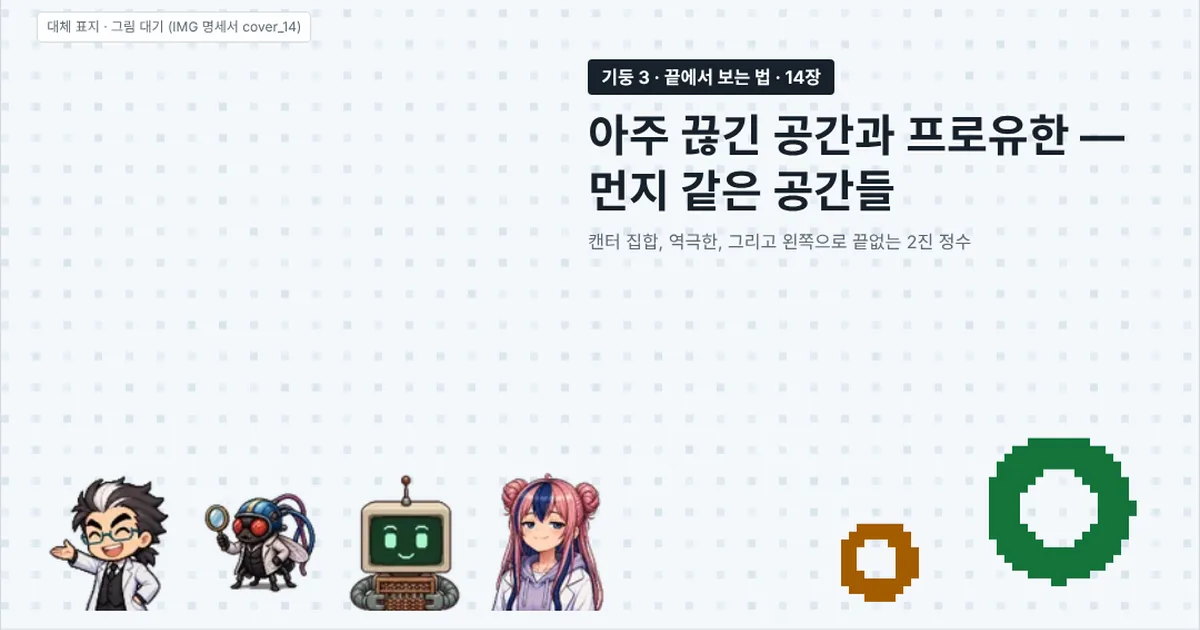 대체 표지 · 그림 대기 (IMG 명세서 cover_14)
기둥 3 · 끝에서 보는 법 · 14장
아주 끊긴 공간과 프로유한 —
먼지 같은 공간들
캔터 집합, 역극한, 그리고 왼쪽으로 끝없는 2진 정수